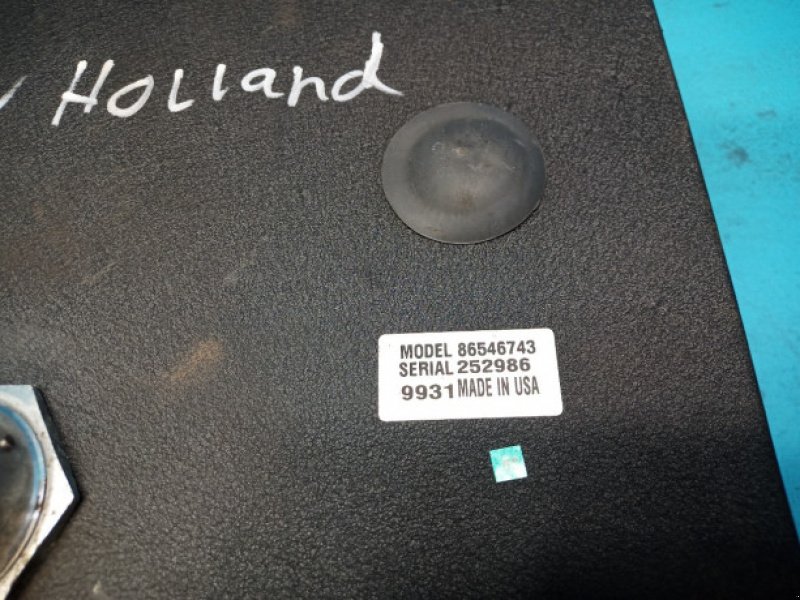 Holland
MODEL 86546743
SERIAL 252986
9931 MADE IN USA